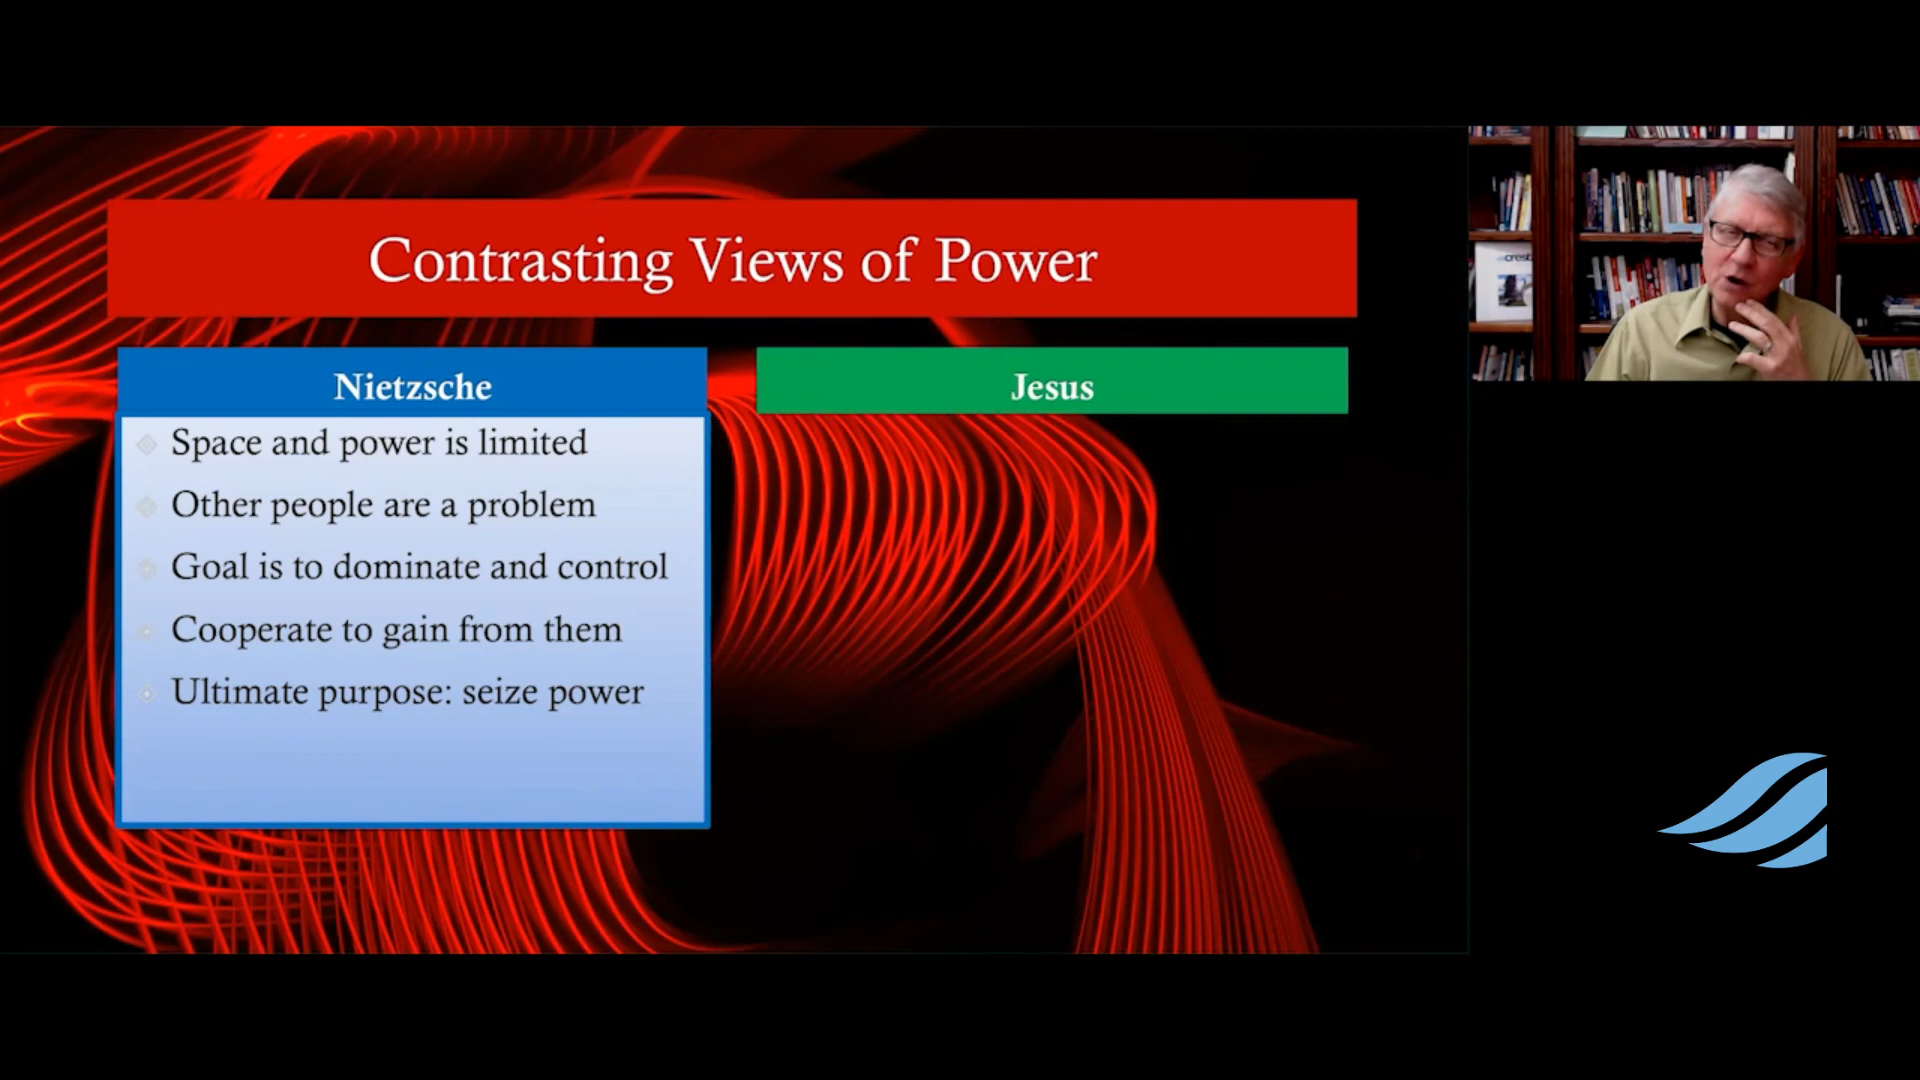 Contrasting Views of Power
Nietzsche
Space and power is limited
Other people are a problem
Goal is to dominate and control
Cooperate to gain from them
Ultimate purpose: seize power
Jesus